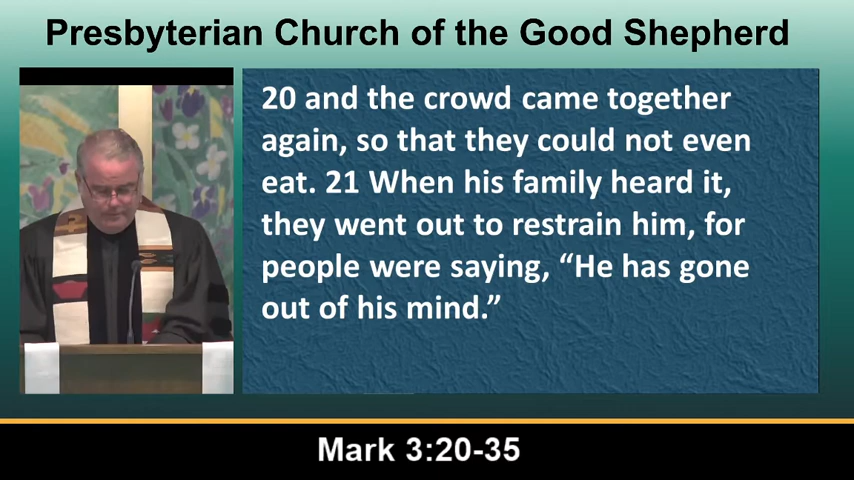 Presbyterian Church of the Good Shepherd
20 and the crowd came together
again, so that they could not even
eat. 21 When his family heard it,
they went out to restrain him, for
people were saying, “He has gone
out of his mind.”
Mark 3:20-35